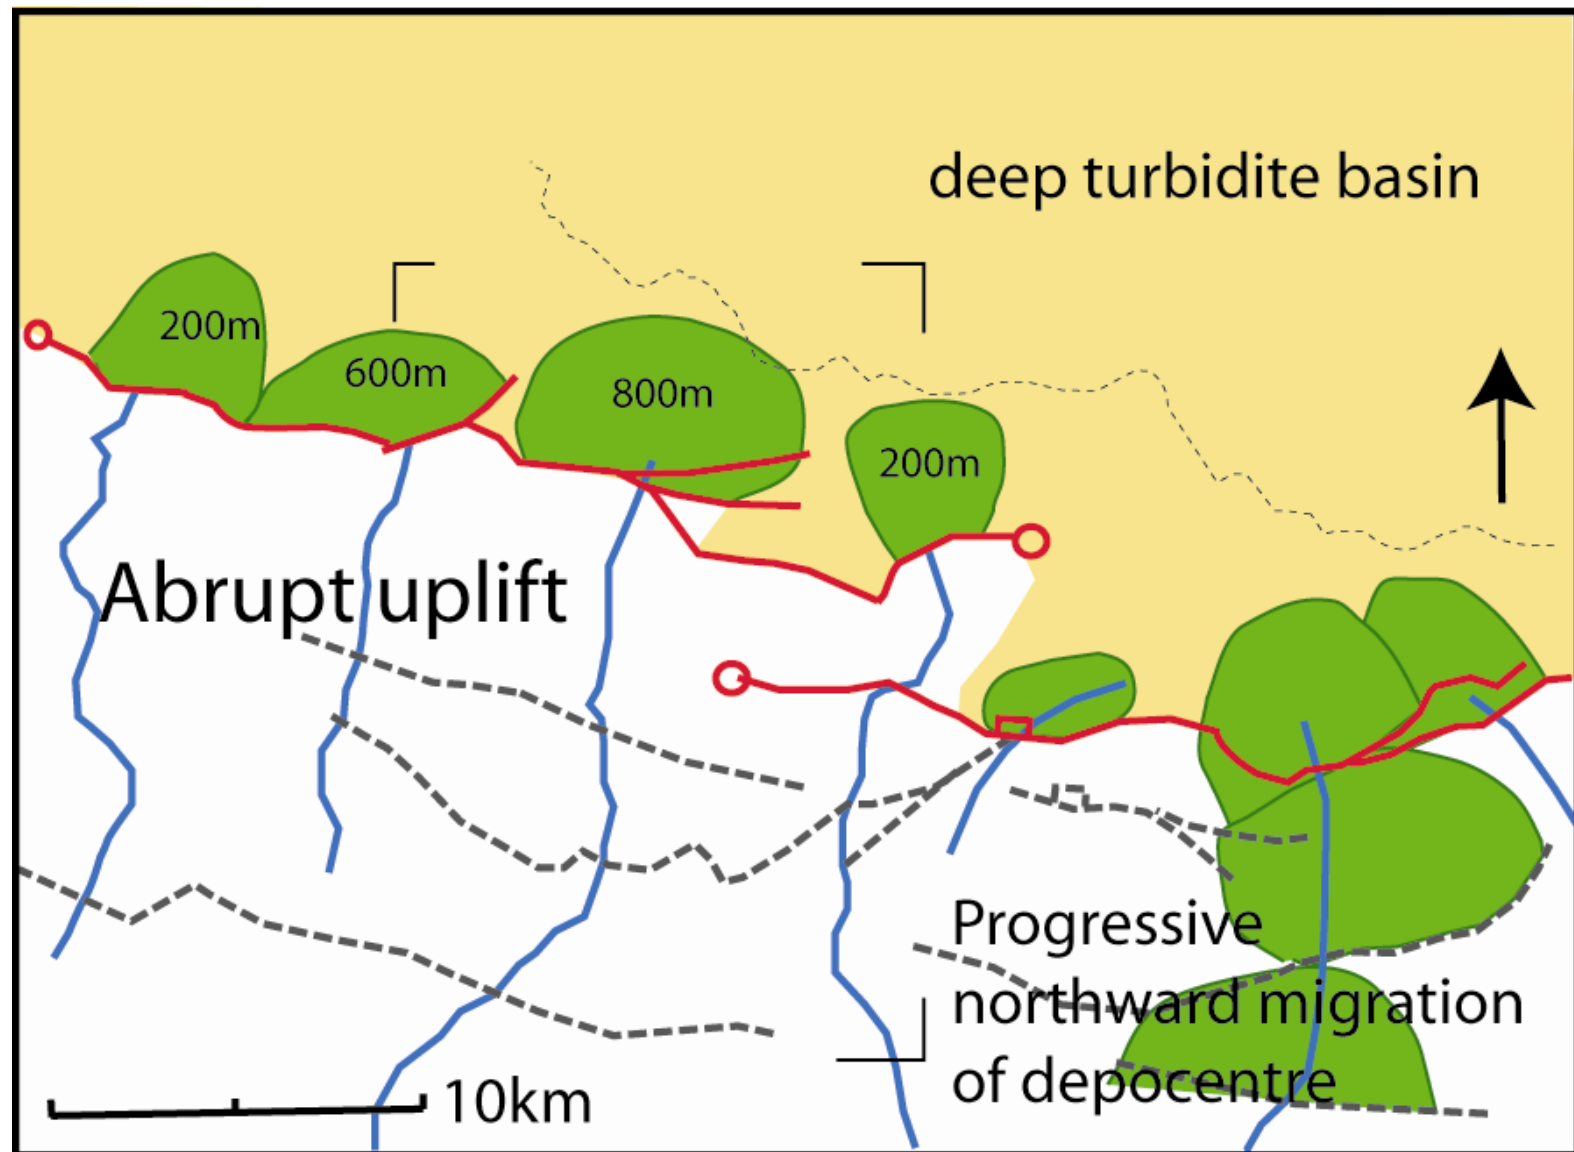 deep turbidite basin
200m
600m
800m
200m
Abrupt uplift
Progressive
northward migration
of depocentre
10km